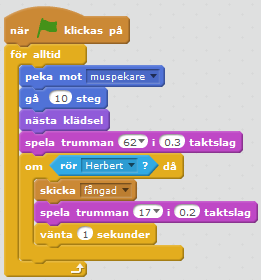 när klickas på
för alltid
peka mot muspekare
gå 10 steg
nästa klädsel
spela trumman 62 i 0.3 taktslag
om rör Herbert ? då
skicka fångad
spela trumman 17 i 0.2 taktslag
vänta 1 sekunder